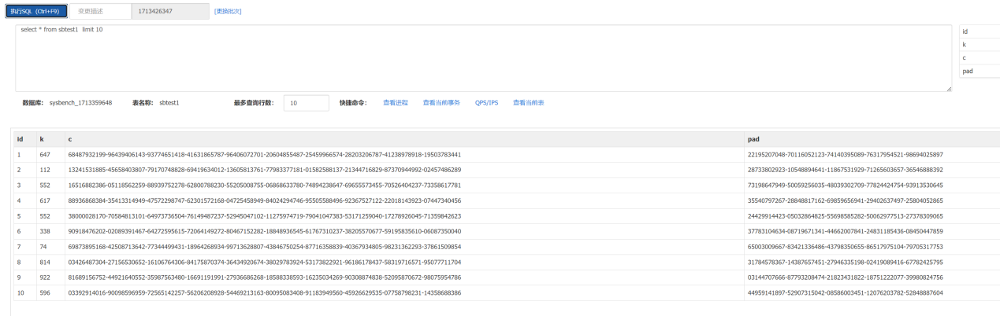 执行SQL (Ctrl+F9) 变更描述 1713426347 [更换批次]
select * from sbtest1 limit 10
id
k
c
pad
数据库: sysbench_1713359648 表名称: sbtest1 最多查询行数: 10 快捷命令: 查看进程 查看当前事务 QPS/IPS 查看当前表
id k c pad
1 647 68487932199-96439406143-93774651418-41631865787-96406072701-20604855487-25459966574-28203206787-41238978918-19503783441 22195207048-70116052123-74140395089-76317954521-98694025897
2 112 13241531885-45658403807-79170748828-69419634012-13605813761-77983377181-01582588137-21344716829-87370944992-02457486289 28733802923-10548894641-11867531929-71265603657-36546888392
3 552 16516882386-05118562259-88939752278-62800788230-55205008755-06868633780-74894238647-69655573455-70526404237-73358617781 73198647949-50059256035-48039302709-77824424754-93913530645
4 617 88936868384-35413314949-47572298747-62301572168-04725458949-84024294746-95505588496-92367527122-22018143923-07447340456 35540797267-28848817162-69859656941-29402637497-25804052865
5 552 38000028170-70584813101-64973736504-76149487237-52945047102-11275974719-79041047383-53171259040-17278926045-71359842623 24429914423-05032864825-55698585282-50062977513-27378309065
6 338 90918476202-02089391467-64272595615-72064149272-80467152282-18848936545-61767310237-38205570677-59195835610-06087350040 37783104634-08719671341-44662007841-24831185436-08450447859
7 74 69873895168-42508713642-77344499431-18964268934-99713628807-43846750254-87716358839-40367934805-98231362293-37861509854 65003009667-83421336486-43798350655-86517975104-79705317753
8 814 03426487304-27156530652-16106764306-84175870374-36434920674-38029783924-53173822921-96186178437-58319716571-95077711704 31784578367-14387657451-27946335198-02419089416-67782425795
9 922 81689156752-44921640552-35987563480-16691191991-27936686268-18588338593-16235034269-90308874838-52095870672-98075954786 03144707666-87793208474-21823431822-18751222077-39980824756
10 596 03392914016-90098596959-72565142257-56206208928-54469213163-80095083408-91183949560-45926629535-07758798231-14358688386 44959141897-52907315042-08586003451-12076203782-52848887604